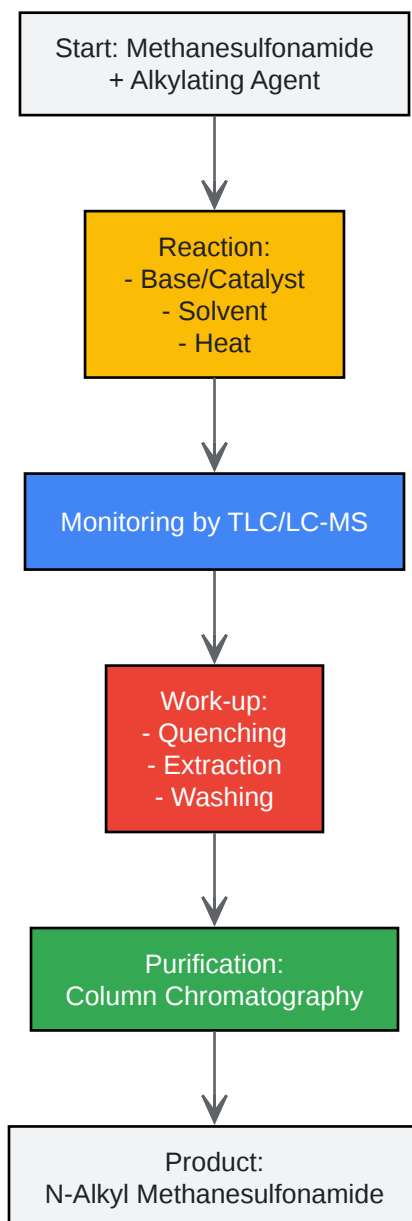 Start: Methanesulfonamide
+ Alkylating Agent
Reaction:
- Base/Catalyst
- Solvent
- Heat
Monitoring by TLC/LC-MS
Work-up:
- Quenching
- Extraction
- Washing
Purification:
Column Chromatography
Product:
N-Alkyl Methanesulfonamide